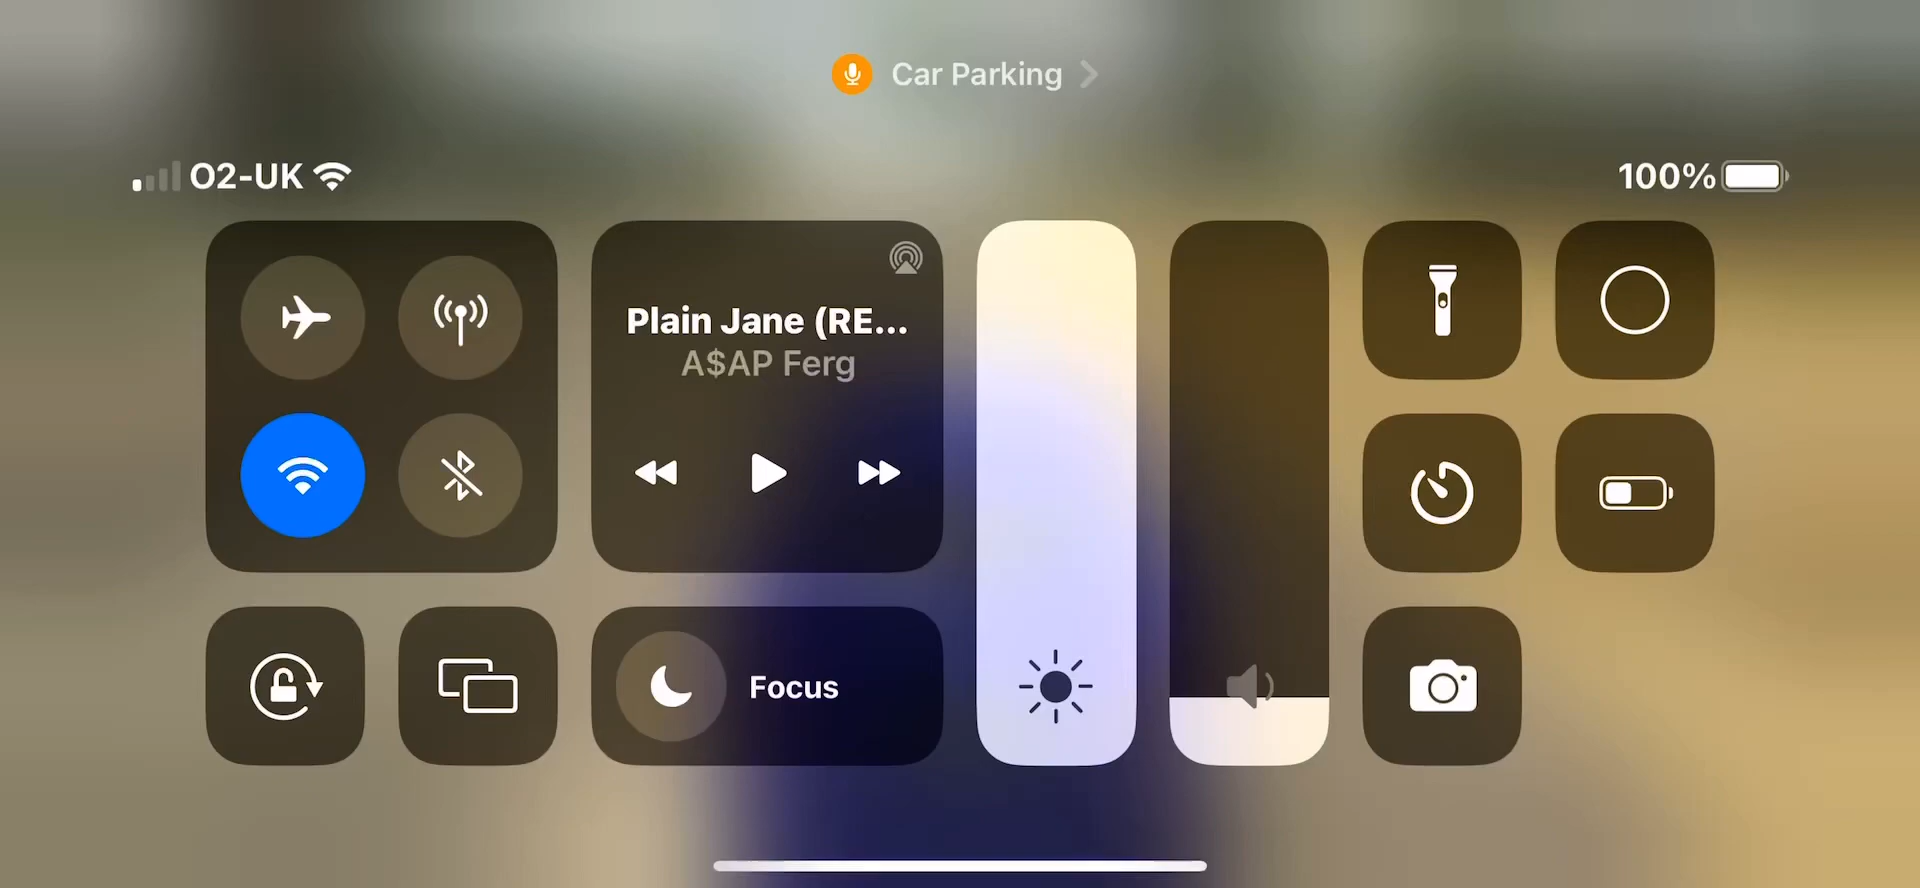 Car Parking
O2-UK
100%
Plain Jane (RE...
A$AP Ferg
Focus